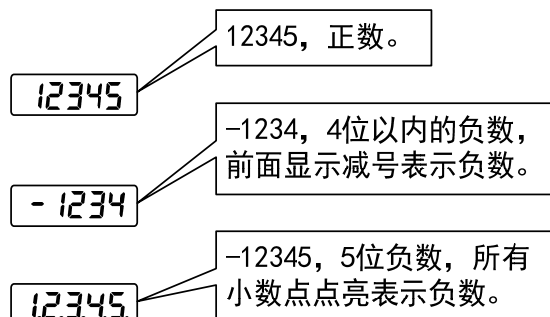 12345，正数。
12345
-1234，4位以内的负数，
前面显示减号表示负数。
- 1234
-12345，5位负数，所有
小数点点亮表示负数。
1.2.3.4.5.